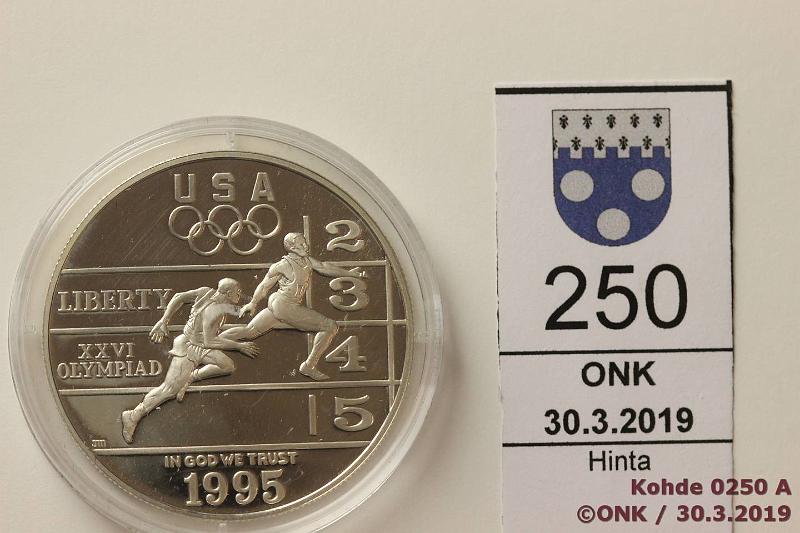 USA
2
3
LIBERTY
XXVI
OLYMPIAD
4
5
JM
IN GOD WE TRUST
1995
250
ONK
30.3.2019
Hinta
Kohde 0250 A
©ONK / 30.3.2019